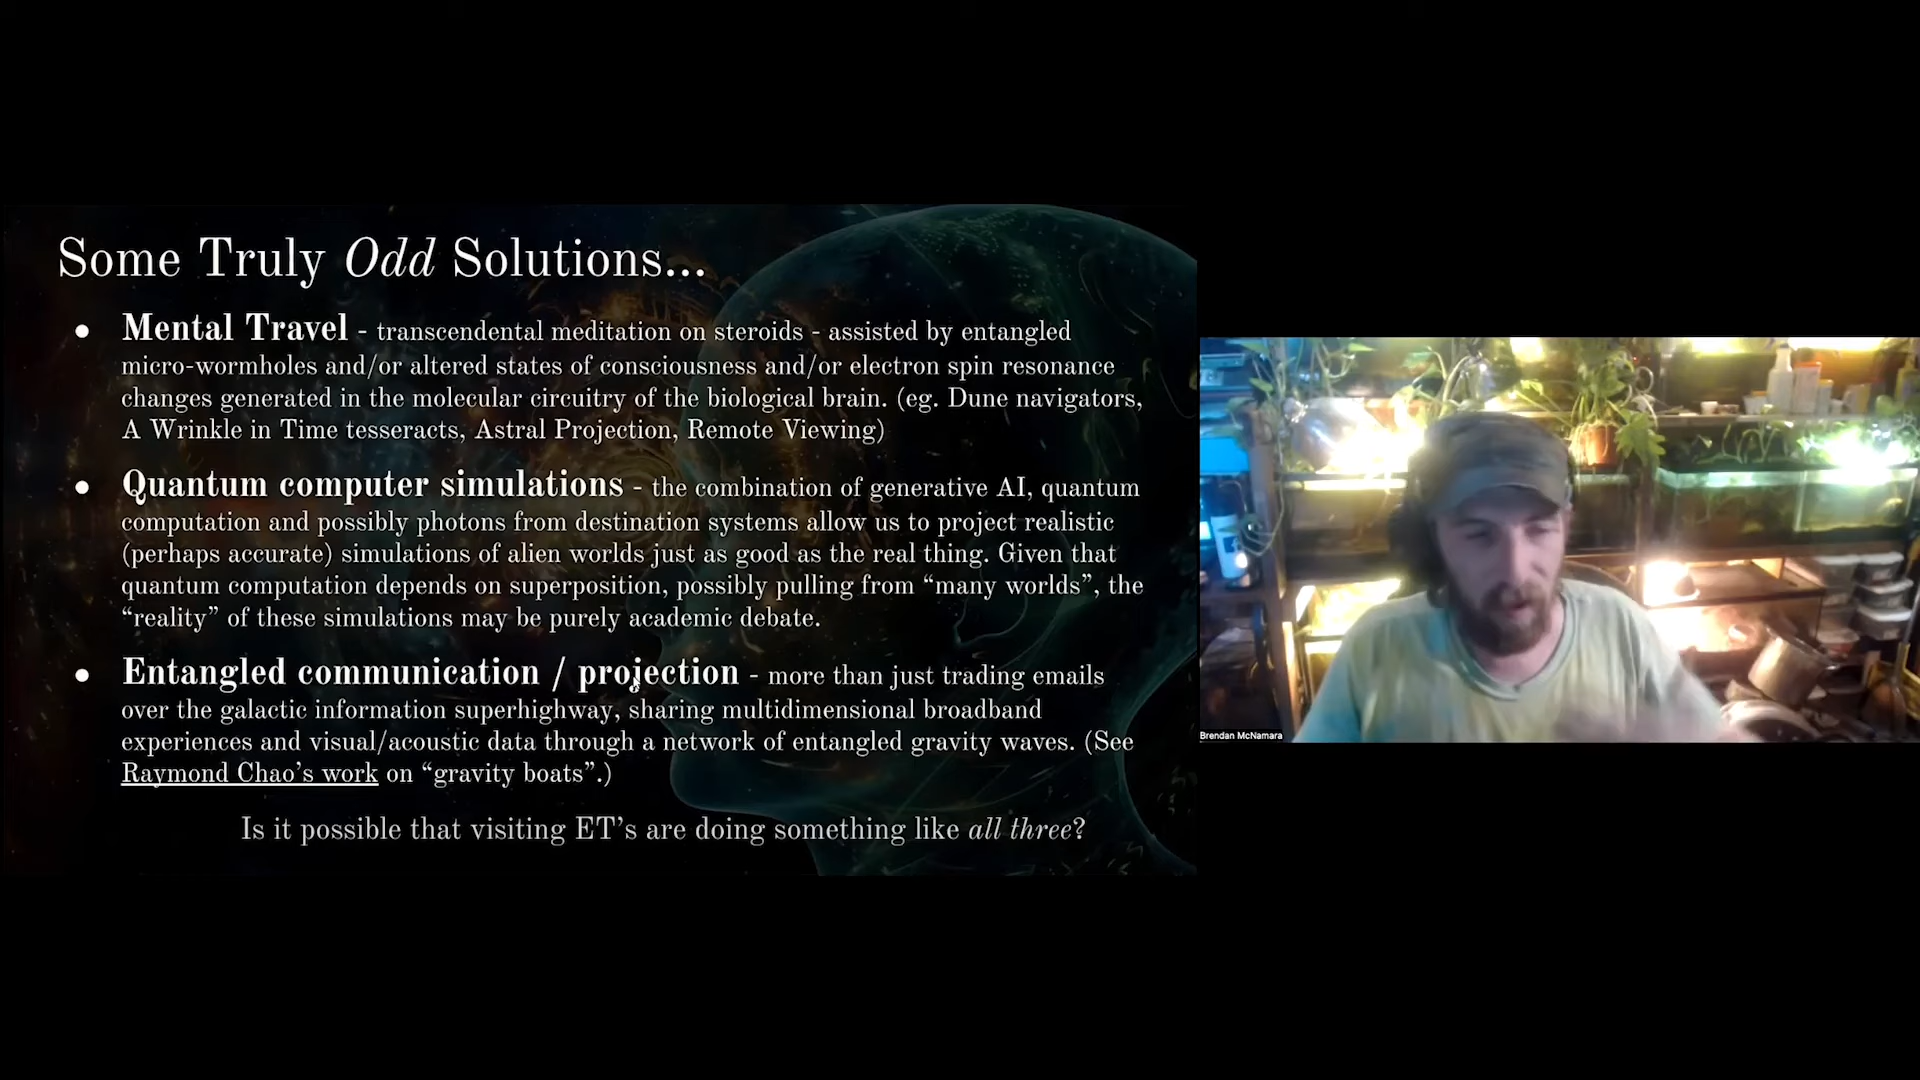 Some Truly Odd Solutions...
● Mental Travel - transcendental meditation on steroids - assisted by entangled
micro-wormholes and/or altered states of consciousness and/or electron spin resonance
changes generated in the molecular circuitry of the biological brain. (eg. Dune navigators,
A Wrinkle in Time tesseracts, Astral Projection, Remote Viewing)
● Quantum computer simulations - the combination of generative AI, quantum
computation and possibly photons from destination systems allow us to project realistic
(perhaps accurate) simulations of alien worlds just as good as the real thing. Given that
quantum computation depends on superposition, possibly pulling from “many worlds”, the
“reality” of these simulations may be purely academic debate.
● Entangled communication / projection - more than just trading emails
over the galactic information superhighway, sharing multidimensional broadband
experiences and visual/acoustic data through a network of entangled gravity waves. (See
Raymond Chao’s work on “gravity boats”.)
Is it possible that visiting ET’s are doing something like all three?
Brendan McNamara